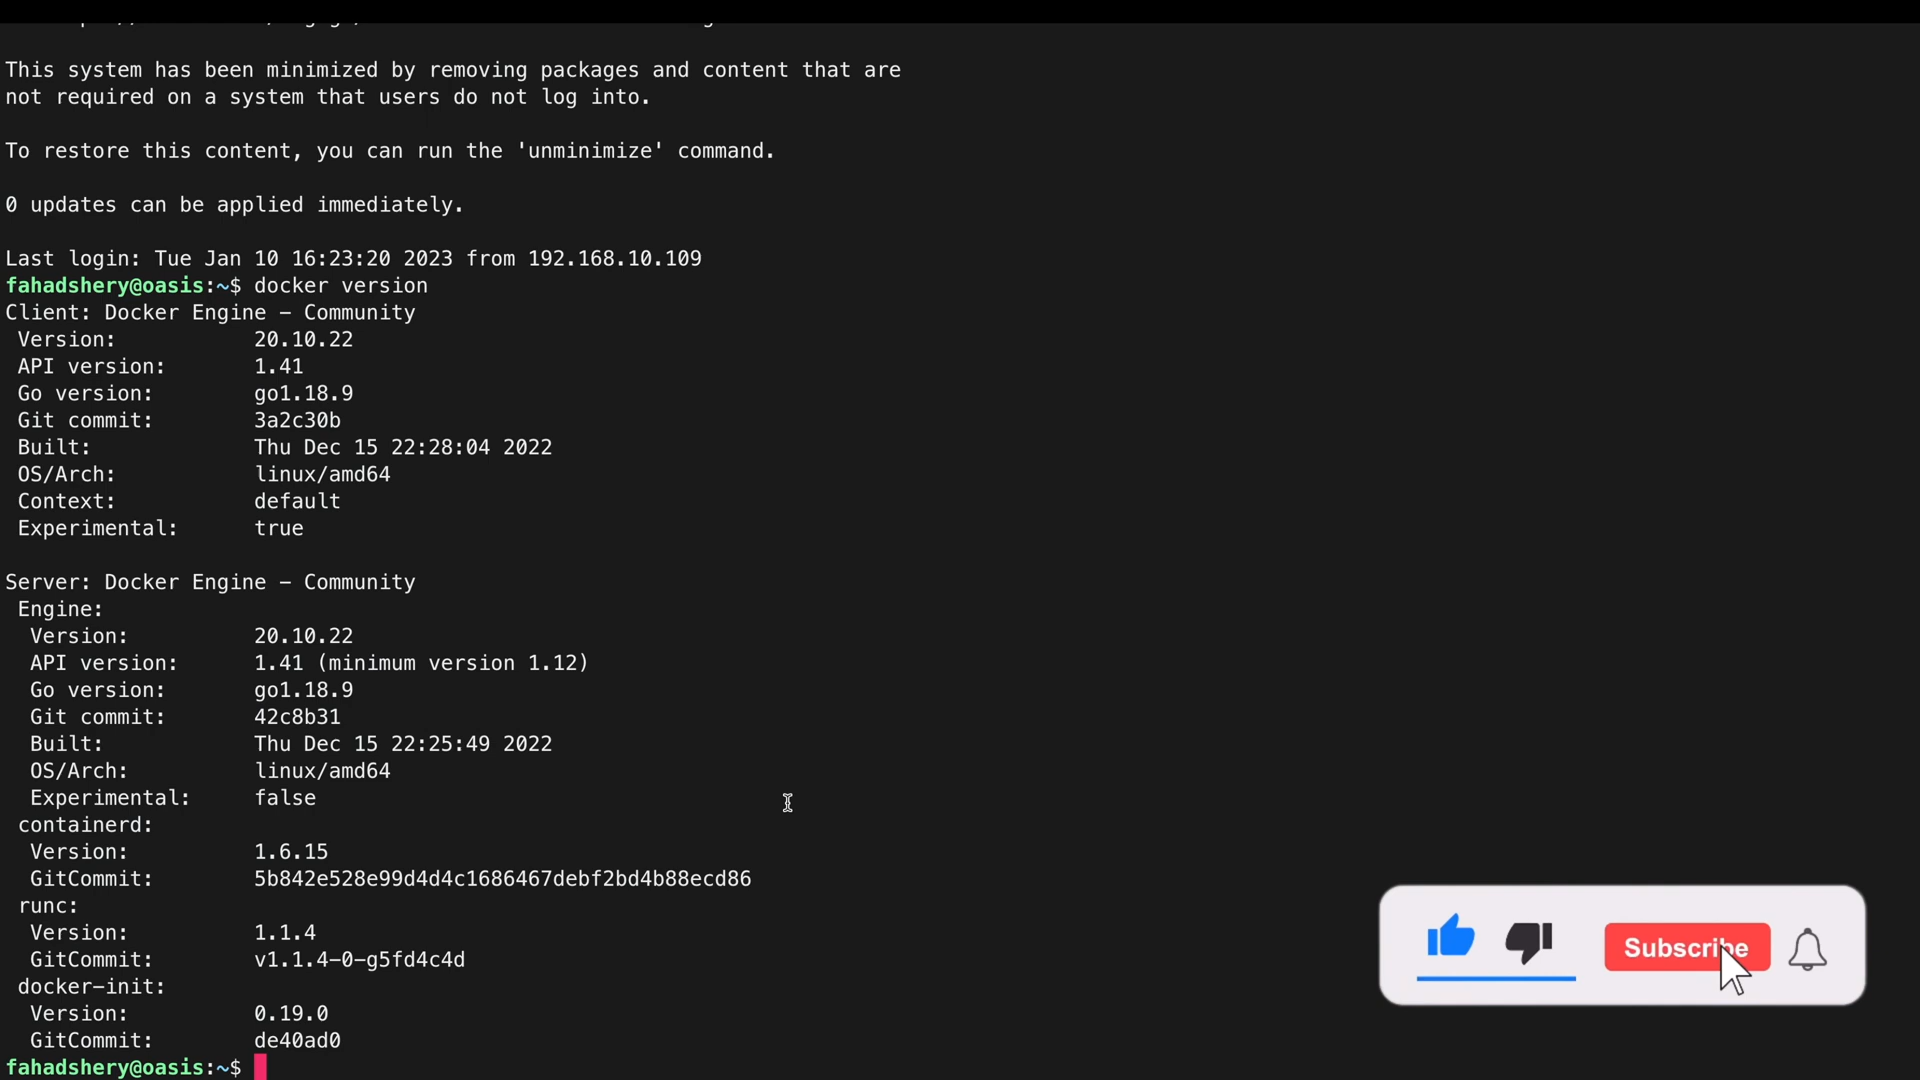 This system has been minimized by removing packages and content that are
not required on a system that users do not log into.
To restore this content, you can run the 'unminimize' command.
0 updates can be applied immediately.
Last login: Tue Jan 10 16:23:20 2023 from 192.168.10.109
fahadshery@oasis:~$ docker version
Client: Docker Engine – Community
Version: 20.10.22
API version: 1.41
Go version: go1.18.9
Git commit: 3a2c30b
Built: Thu Dec 15 22:28:04 2022
OS/Arch: linux/amd64
Context: default
Experimental: true
Server: Docker Engine – Community
Engine:
Version: 20.10.22
API version: 1.41 (minimum version 1.12)
Go version: go1.18.9
Git commit: 42c8b31
Built: Thu Dec 15 22:25:49 2022
OS/Arch: linux/amd64
Experimental: false
containerd:
Version: 1.6.15
GitCommit: 5b842e528e99d4d4c1686467debf2bd4b88ecd86
runc:
Version: 1.1.4
GitCommit: v1.1.4–0–g5fd4c4d
docker–init:
Version: 0.19.0
GitCommit: de40ad0
fahadshery@oasis:~$
Subscribe